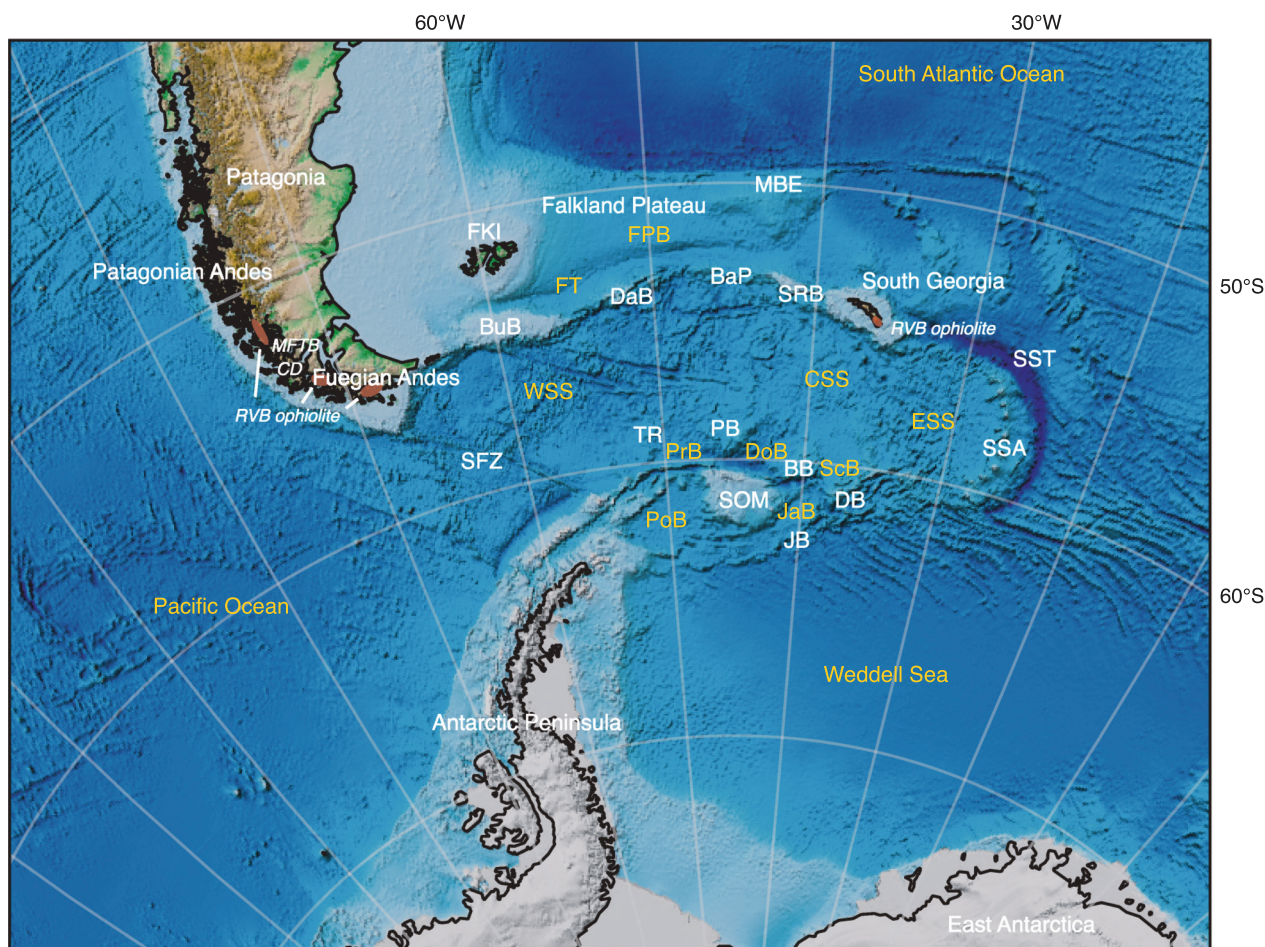 60°W
30°W
South Atlantic Ocean
Patagonia
MBE
Falkland Plateau
FKI
FPB
Patagonian Andes
BaP
South Georgia
FT
DaB
SRB
50°S
BuB
RVB ophiolite
MFTB
SST
CD
Fuegian Andes
CSS
WSS
RVB ophiolite
ESS
PB
TR
SSA
PrB
DoB
SFZ
BB
ScB
SOM
DB
JaB
PoB
JB
60°S
Pacific Ocean
Weddell Sea
Antarctic Peninsula
East Antarctica